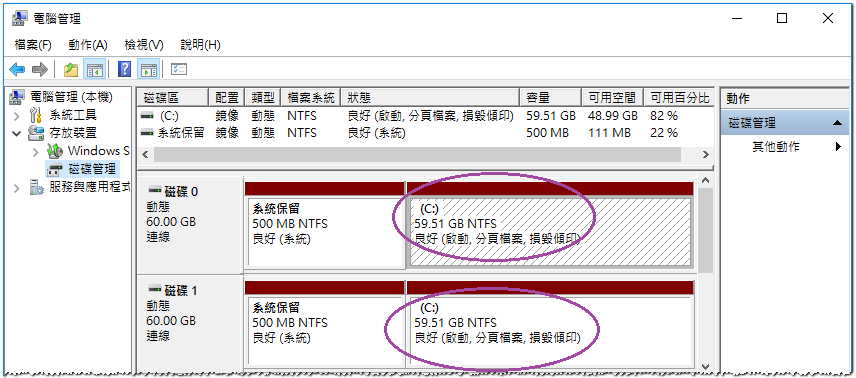 電腦管理
檔案(F) 動作(A) 檢視(V) 說明(H)
電腦管理 (本機)
系統工具
存放裝置
Windows S
磁碟管理
服務與應用程式
磁碟區 配置 類型 檔案系統 狀態 容量 可用空間 可用百分比
(C:) 鏡像 動態 NTFS 良好 (啟動, 分頁檔案, 損毀傾印) 59.51 GB 48.99 GB 82 %
系統保留 鏡像 動態 NTFS 良好 (系統) 500 MB 111 MB 22 %
磁碟 0
動態
60.00 GB
連線
系統保留
500 MB NTFS
良好 (系統)
(C:)
59.51 GB NTFS
良好 (啟動, 分頁檔案, 損毀傾印)
磁碟 1
動態
60.00 GB
連線
系統保留
500 MB NTFS
良好 (系統)
(C:)
59.51 GB NTFS
良好 (啟動, 分頁檔案, 損毀傾印)
動作
磁碟管理
其他動作